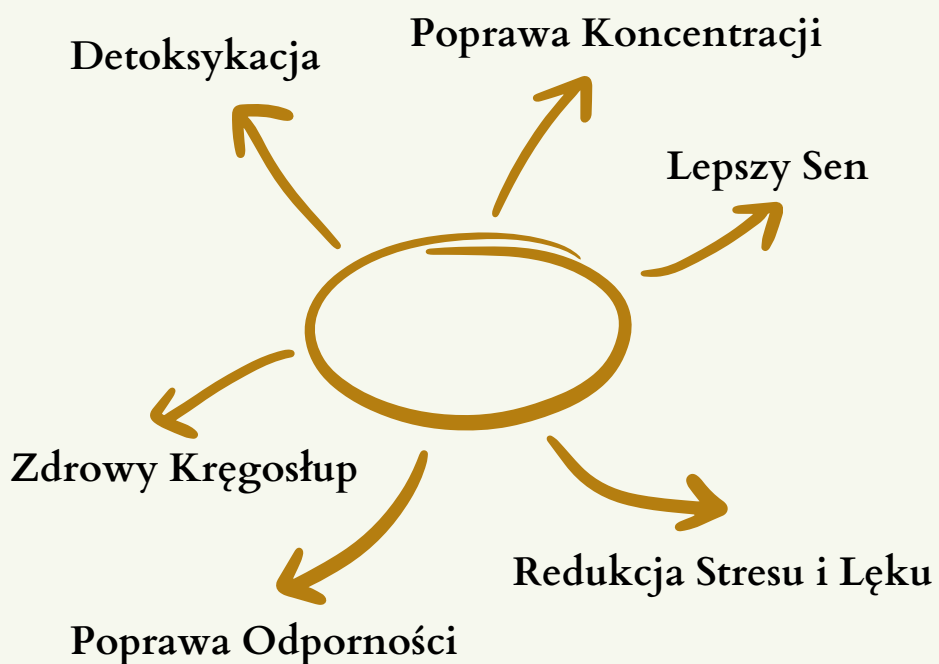 Poprawa Koncentracji
Detoksykacja
Lepszy Sen
Zdrowy Kręgosłup
Redukcja Stresu i Lęku
Poprawa Odporności